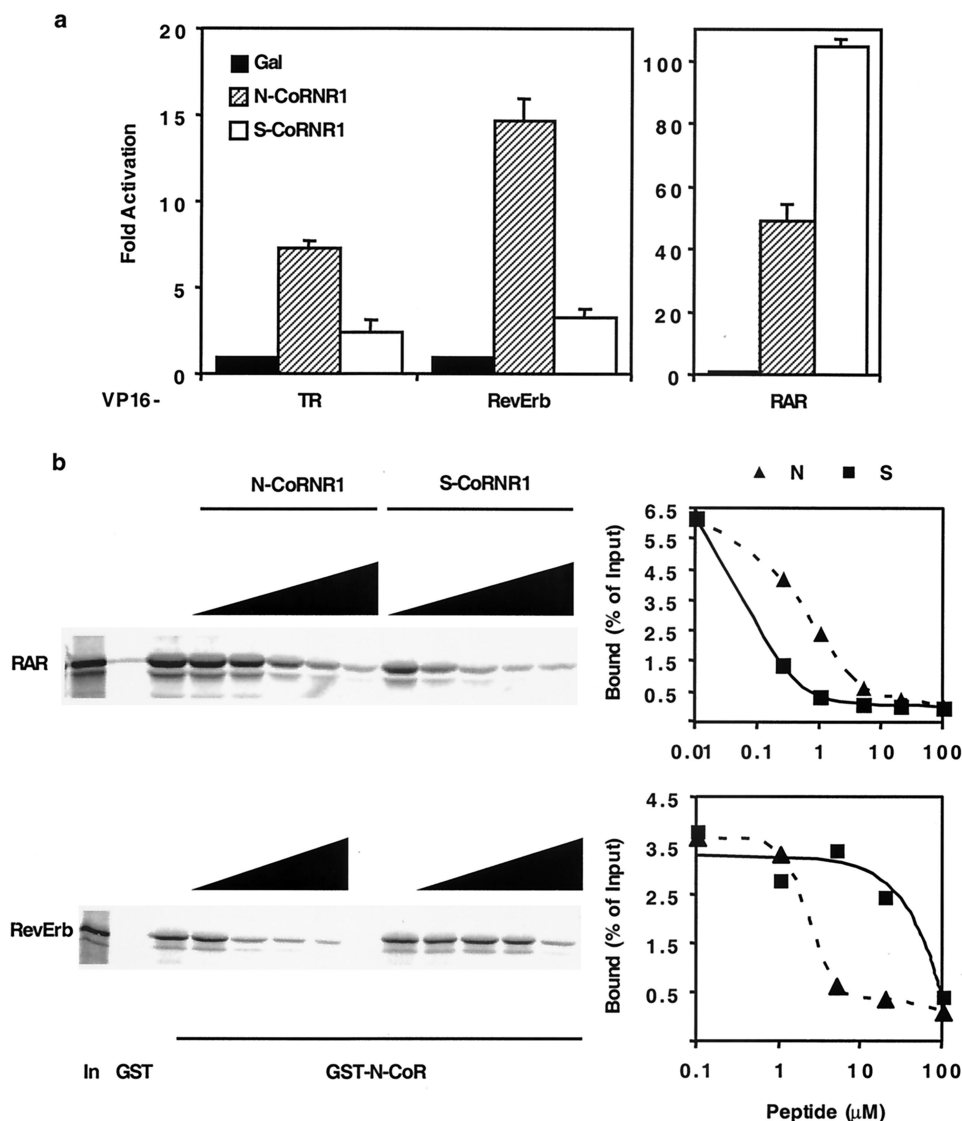 a
20
15
10
5
0
Fold Activation
Gal
N-CoRNR1
S-CoRNR1
100
80
60
40
20
0
VP16-
TR
RevErb
RAR
b
N-CoRNR1
S-CoRNR1
RAR
N
S
6.5
5.5
4.5
3.5
2.5
1.5
0.5
Bound (% of Input)
0.01
0.1
1
10
100
RevErb
4.5
3.5
2.5
1.5
0.5
Bound (% of Input)
0.1
1
10
100
Peptide (μM)
In
GST
GST-N-CoR